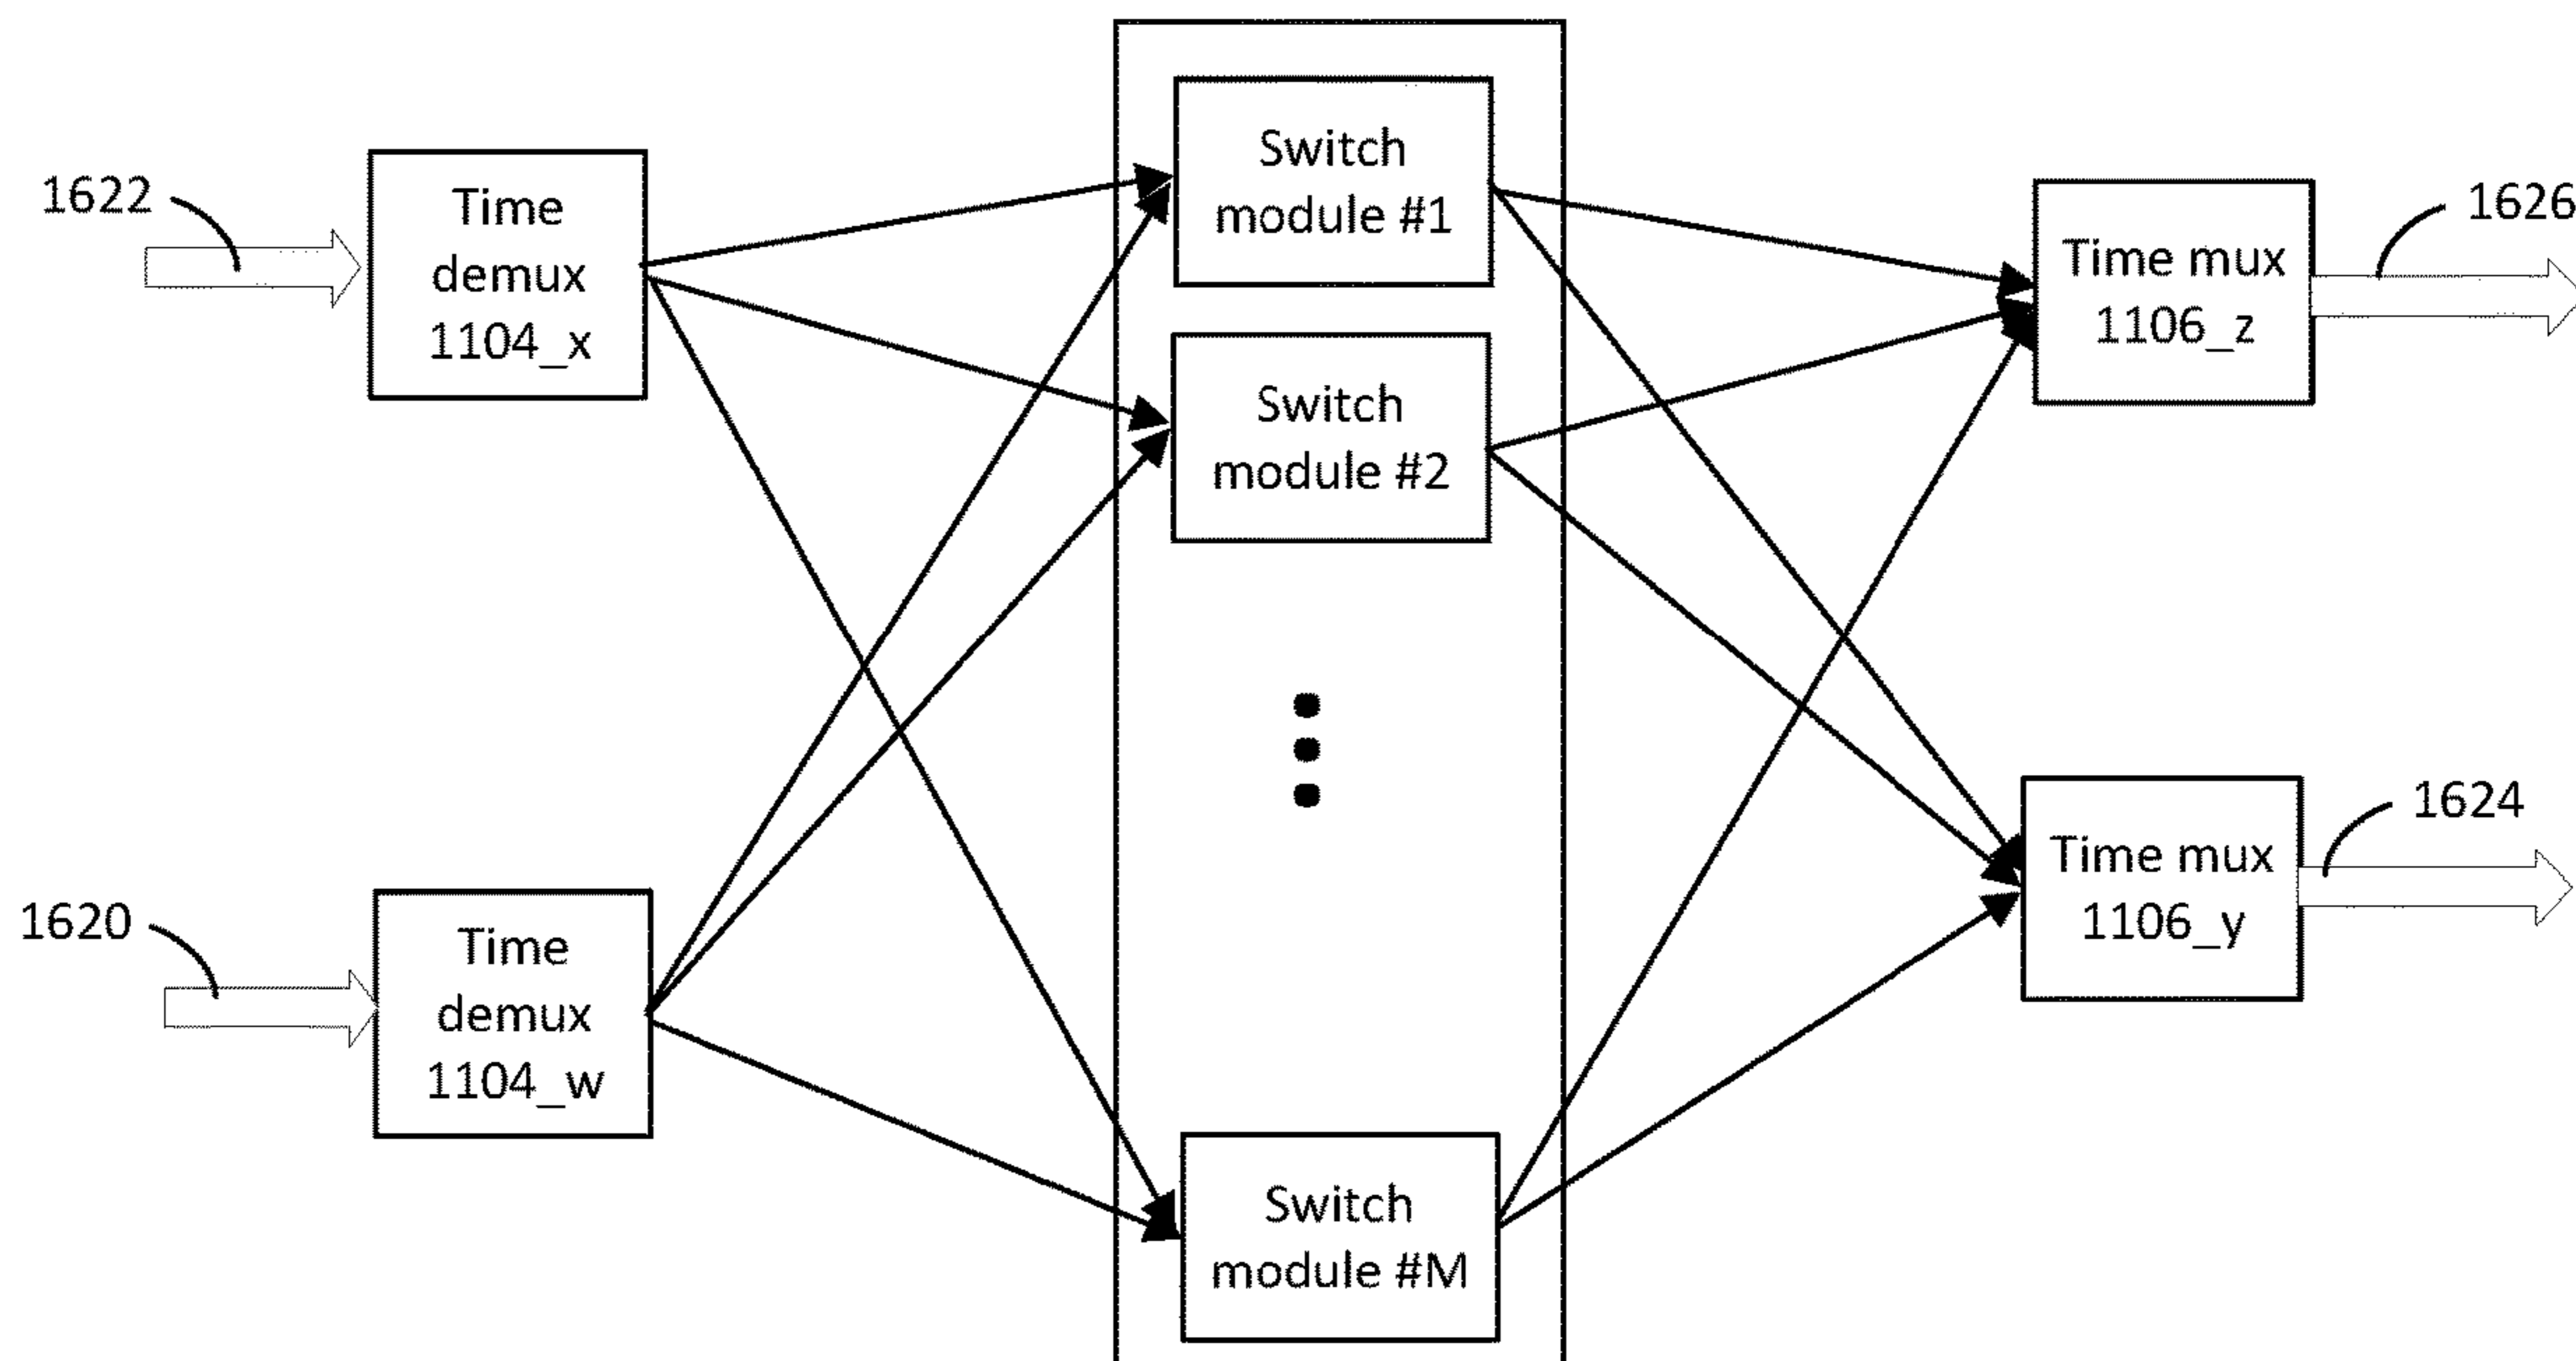 1622
Time
demux
1104_x
Switch
module #1
Time mux
1106_z
1626
Switch
module #2
1620
Time
demux
1104_w
Time mux
1106_y
1624
Switch
module #M